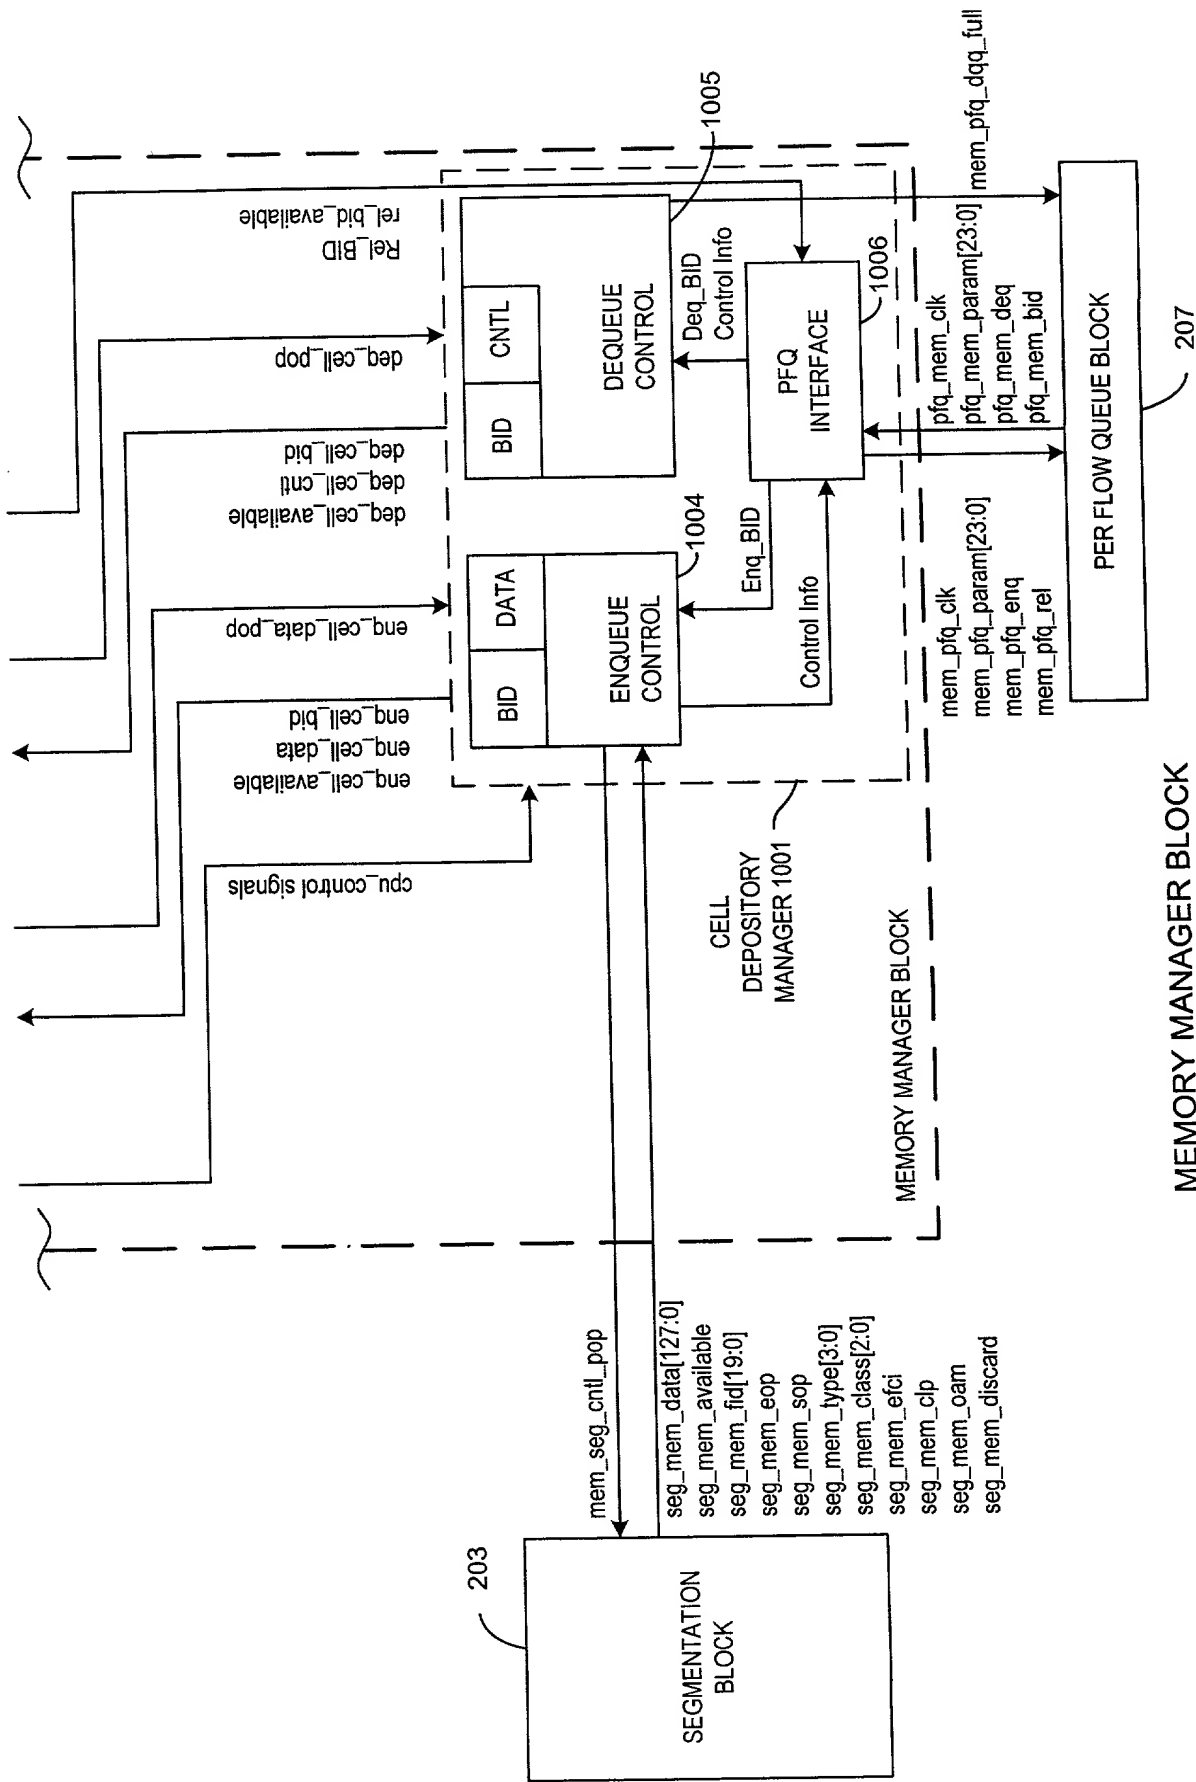 203
SEGMENTATION
BLOCK
mem_seg_cntl_pop
seg_mem_data[127:0]
seg_mem_available
seg_mem_fid[19:0]
seg_mem_eop
seg_mem_sop
seg_mem_type[3:0]
seg_mem_class[2:0]
seg_mem_efci
seg_mem_clp
seg_mem_oam
seg_mem_discard
cpu_control signals
enq_cell_available
enq_cell_data
enq_cell_bid
enq_cell_data_pop
deq_cell_available
deq_cell_cntl
deq_cell_bid
deq_cell_pop
Rel_BID
rel_bid_available
CELL
DEPOSITORY
MANAGER 1001
MEMORY MANAGER BLOCK
BID
DATA
ENQUEUE
CONTROL
1004
BID
CNTL
DEQUEUE
CONTROL
1005
Enq_BID
Control Info
Deq_BID
Control Info
PFQ
INTERFACE
1006
mem_pfq_clk
mem_pfq_param[23:0]
mem_pfq_enq
mem_pfq_rel
pfq_mem_clk
pfq_mem_param[23:0]
pfq_mem_deq
pfq_mem_bid
mem_pfq_dqq_full
PER FLOW QUEUE BLOCK
207
MEMORY MANAGER BLOCK